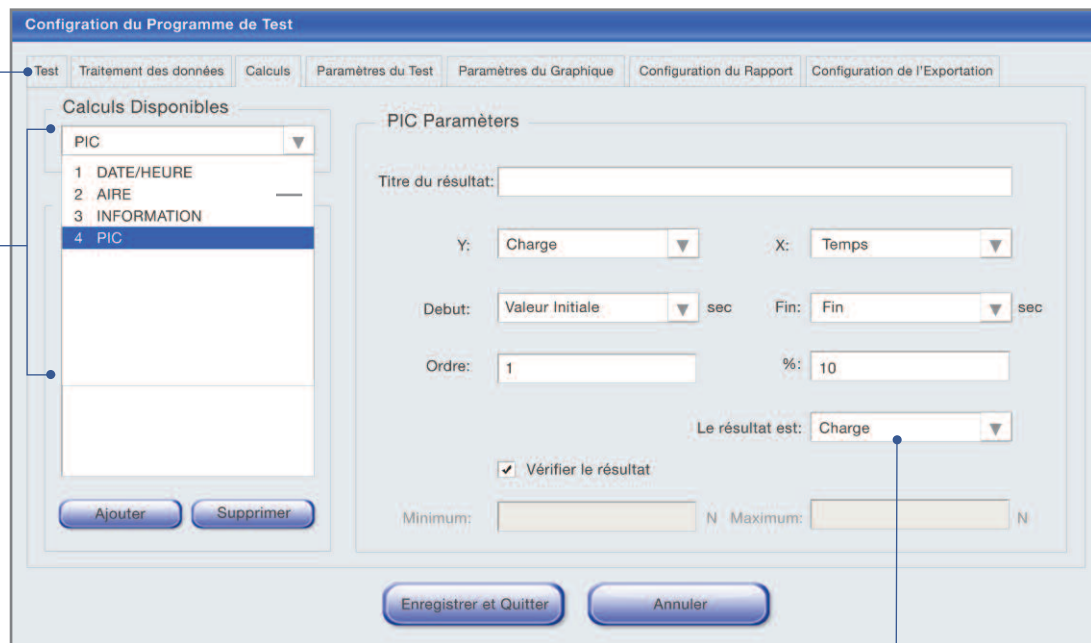 Configration du Programme de Test
Test Traitement des données Calculs Paramètres du Test Paramètres du Graphique Configuration du Rapport Configuration de l'Exportation
Calculs Disponibles
PIC
1 DATE/HEURE
2 AIRE
3 INFORMATION
4 PIC
Ajouter Supprimer
PIC Paramèters
Titre du résultat:
Y: Charge X: Temps
Debut: Valeur Initiale sec Fin: Fin sec
Ordre: 1 %: 10
Le résultat est: Charge
Vérifier le résultat
Minimum: N Maximum: N
Enregistrer et Quitter Annuler